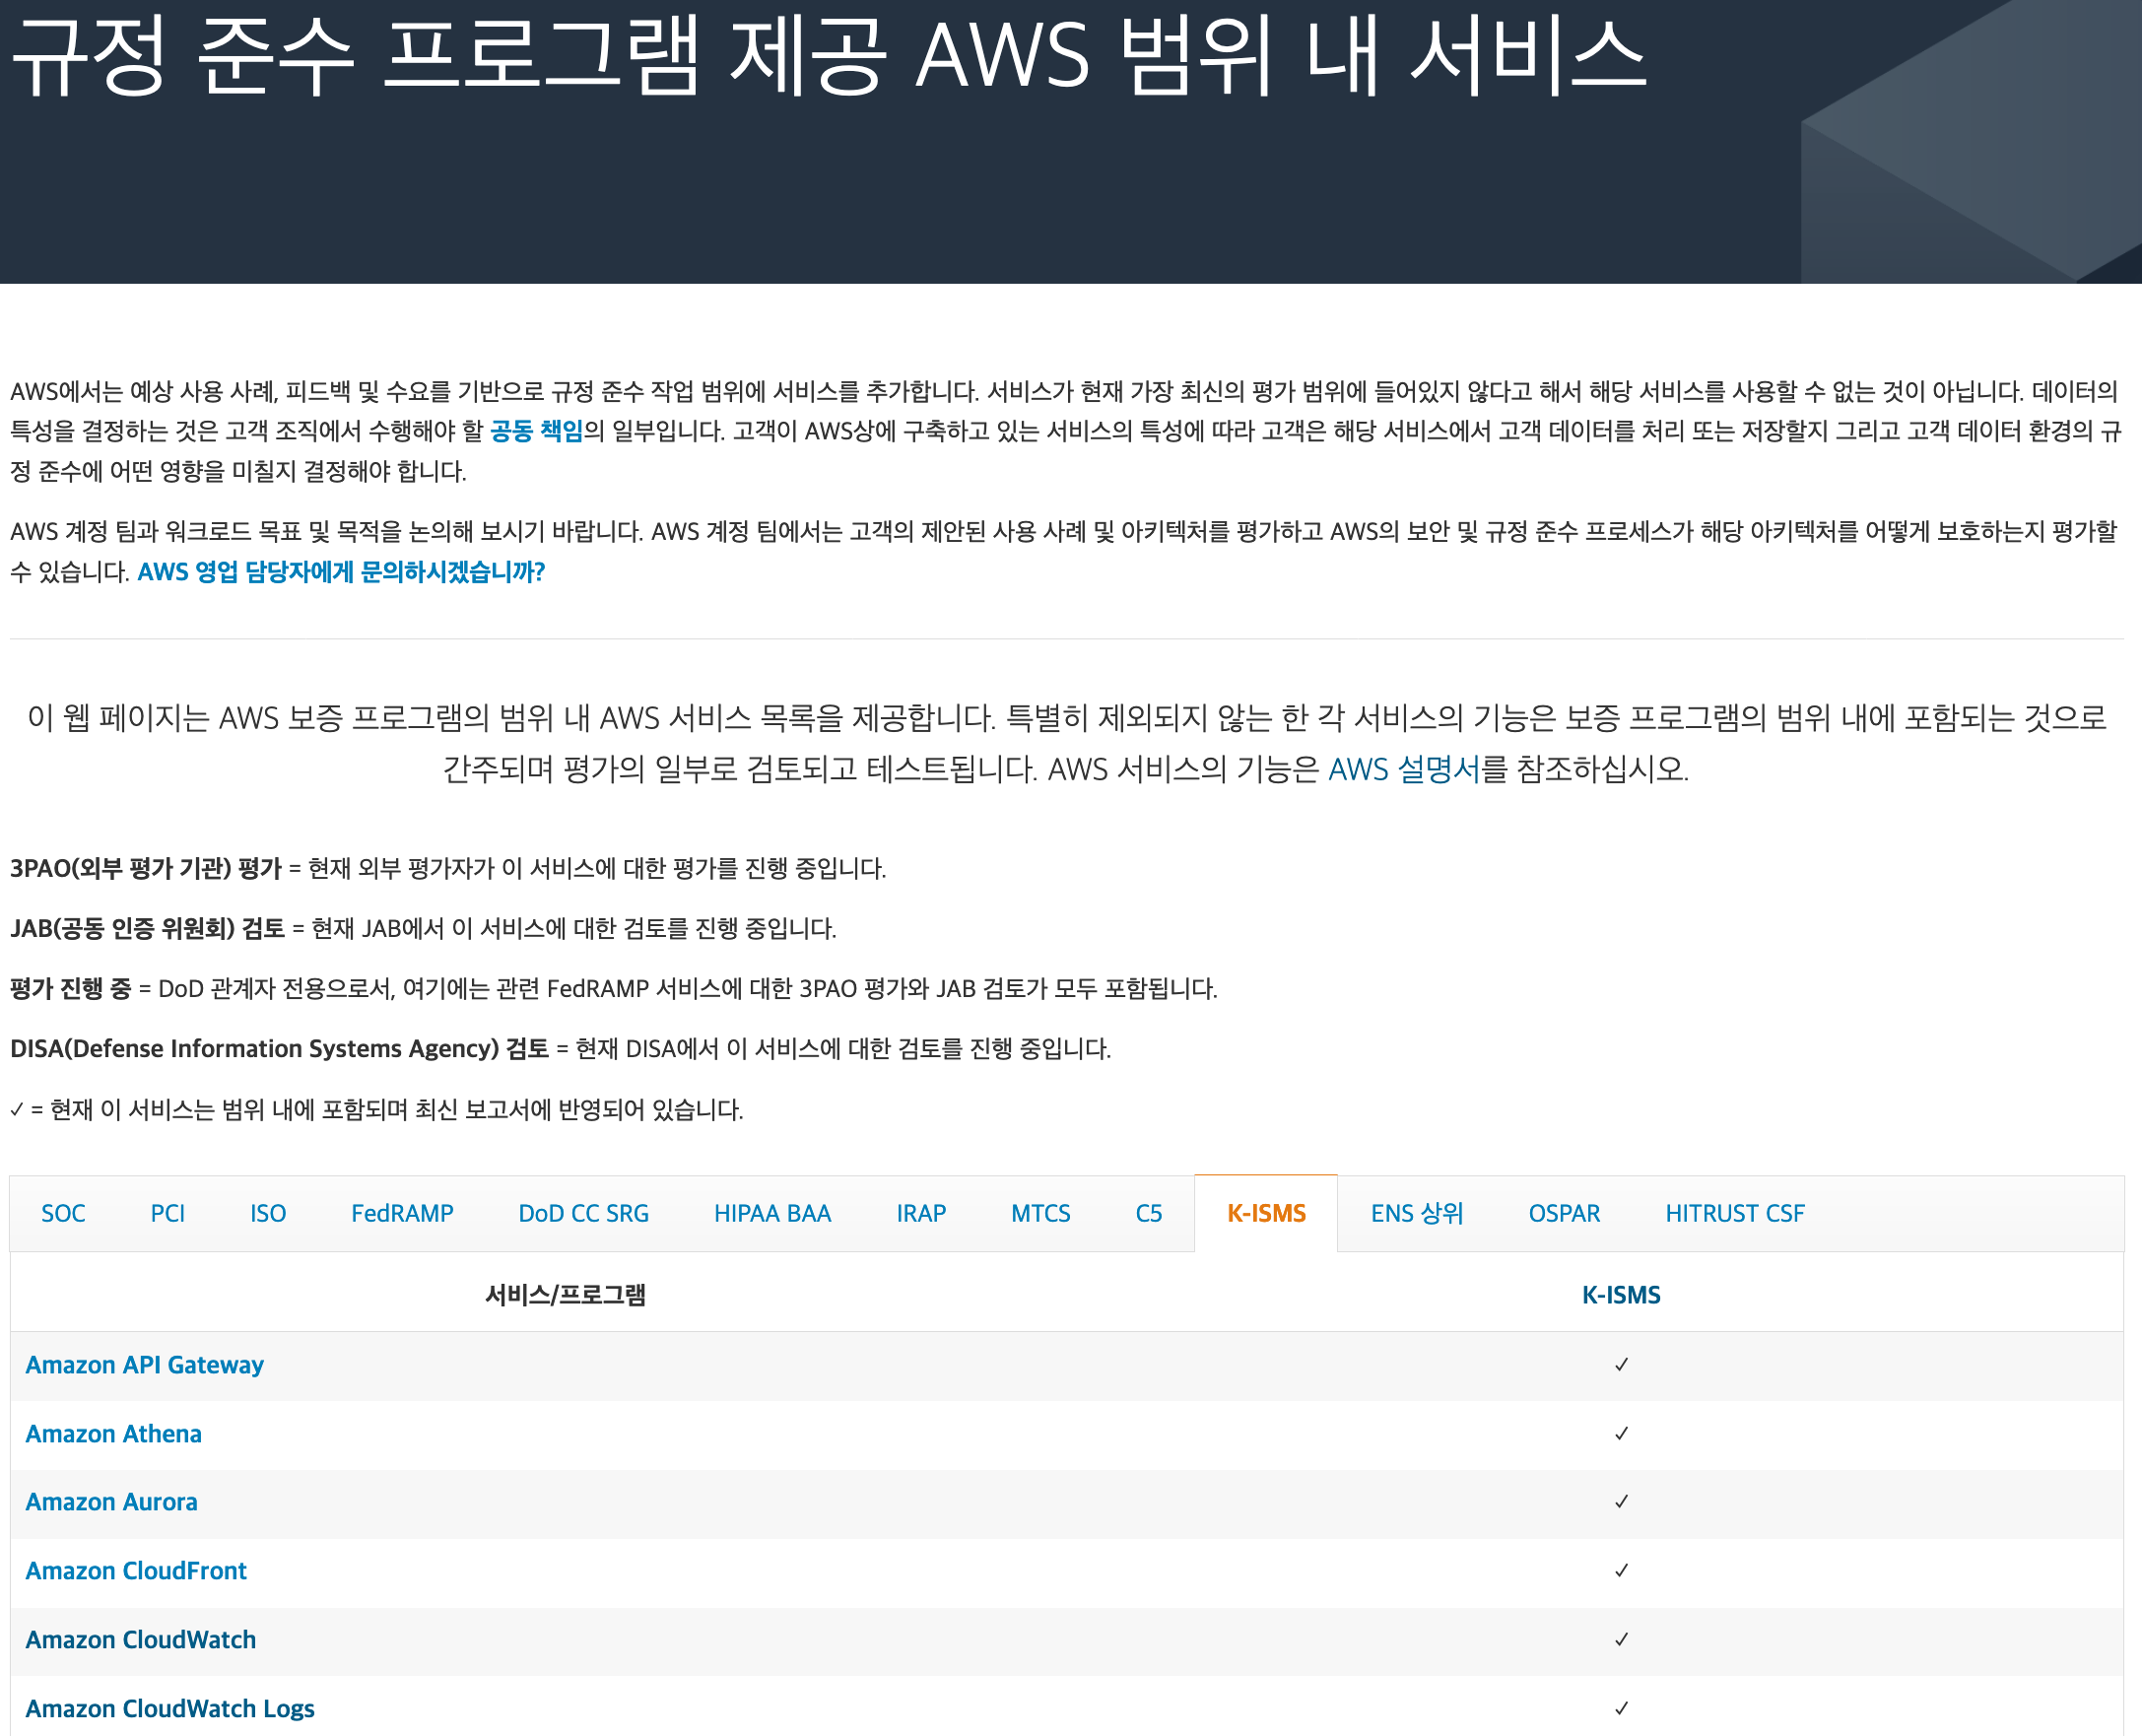 규정 준수 프로그램 제공 AWS 범위 내 서비스
AWS에서는 예상 사용 사례, 피드백 및 수요를 기반으로 규정 준수 작업 범위에 서비스를 추가합니다. 서비스가 현재 가장 최신의 평가 범위에 들어있지 않다고 해서 해당 서비스를 사용할 수 없는 것이 아닙니다. 데이터의
특성을 결정하는 것은 고객 조직에서 수행해야 할 공동 책임의 일부입니다. 고객이 AWS상에 구축하고 있는 서비스의 특성에 따라 고객은 해당 서비스에서 고객 데이터를 처리 또는 저장할지 그리고 고객 데이터 환경의 규
정 준수에 어떤 영향을 미칠지 결정해야 합니다.
AWS 계정 팀과 워크로드 목표 및 목적을 논의해 보시기 바랍니다. AWS 계정 팀에서는 고객의 제안된 사용 사례 및 아키텍처를 평가하고 AWS의 보안 및 규정 준수 프로세스가 해당 아키텍처를 어떻게 보호하는지 평가할
수 있습니다. AWS 영업 담당자에게 문의하시겠습니까?
이 웹 페이지는 AWS 보증 프로그램의 범위 내 AWS 서비스 목록을 제공합니다. 특별히 제외되지 않는 한 각 서비스의 기능은 보증 프로그램의 범위 내에 포함되는 것으로
간주되며 평가의 일부로 검토되고 테스트됩니다. AWS 서비스의 기능은 AWS 설명서를 참조하십시오.
3PAO(외부 평가 기관) 평가 = 현재 외부 평가자가 이 서비스에 대한 평가를 진행 중입니다.
JAB(공동 인증 위원회) 검토 = 현재 JAB에서 이 서비스에 대한 검토를 진행 중입니다.
평가 진행 중 = DoD 관계자 전용으로서, 여기에는 관련 FedRAMP 서비스에 대한 3PAO 평가와 JAB 검토가 모두 포함됩니다.
DISA(Defense Information Systems Agency) 검토 = 현재 DISA에서 이 서비스에 대한 검토를 진행 중입니다.
✓ = 현재 이 서비스는 범위 내에 포함되며 최신 보고서에 반영되어 있습니다.
SOC PCI ISO FedRAMP DoD CC SRG HIPAA BAA IRAP MTCS C5 K-ISMS ENS 상위 OSPAR HITRUST CSF
서비스/프로그램 K-ISMS
Amazon API Gateway ✓
Amazon Athena ✓
Amazon Aurora ✓
Amazon CloudFront ✓
Amazon CloudWatch ✓
Amazon CloudWatch Logs ✓